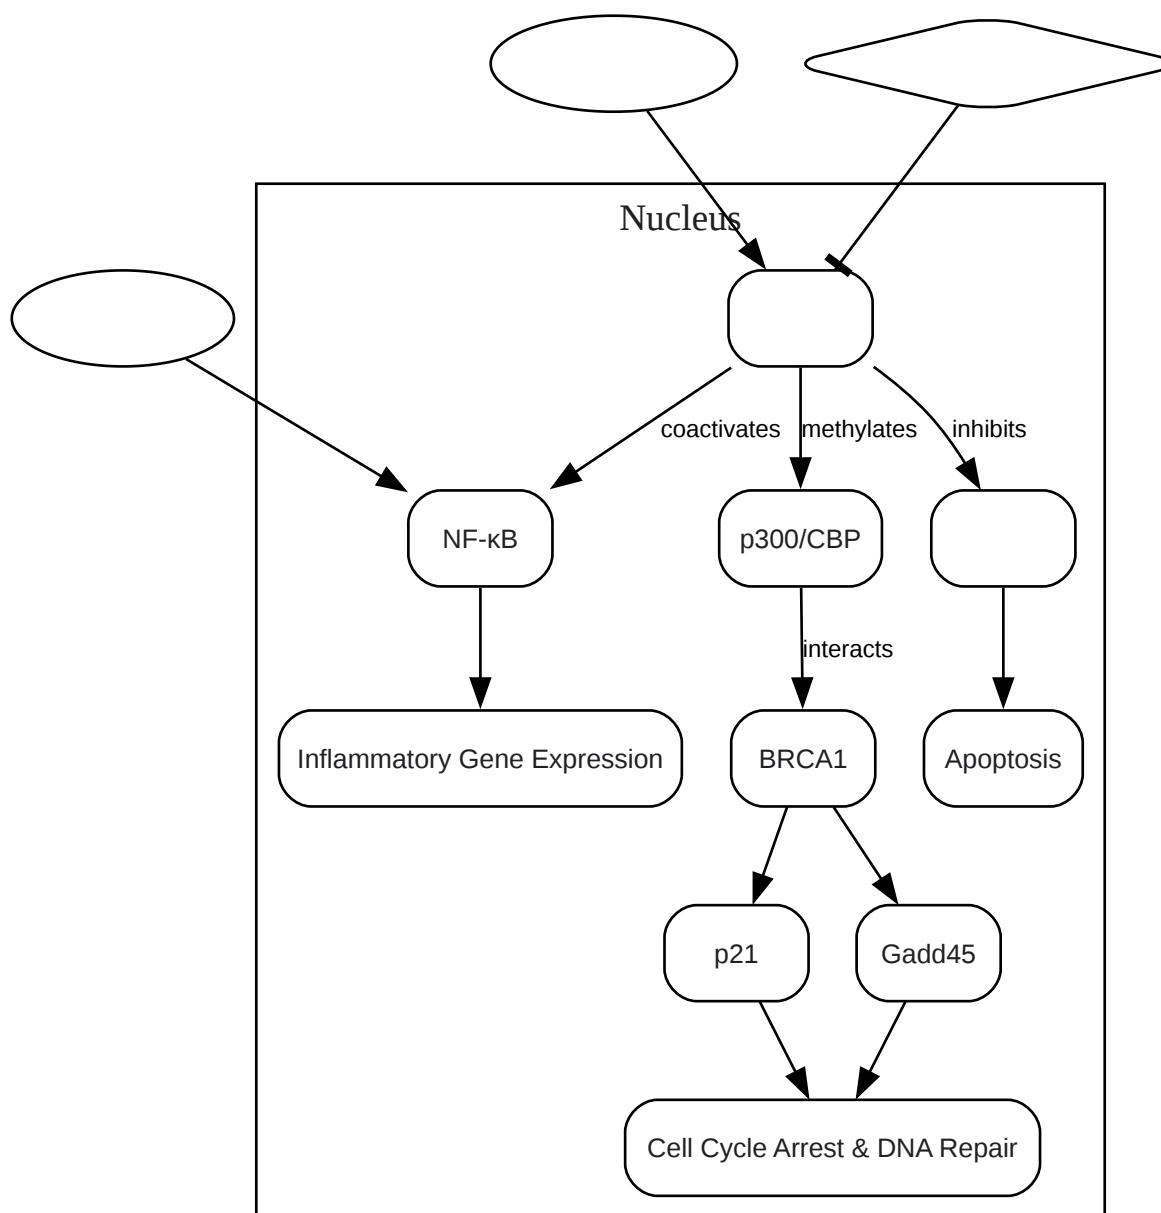 Nucleus
coactivates
methylates
inhibits
NF-κB
p300/CBP
interacts
Inflammatory Gene Expression
BRCA1
Apoptosis
p21
Gadd45
Cell Cycle Arrest & DNA Repair